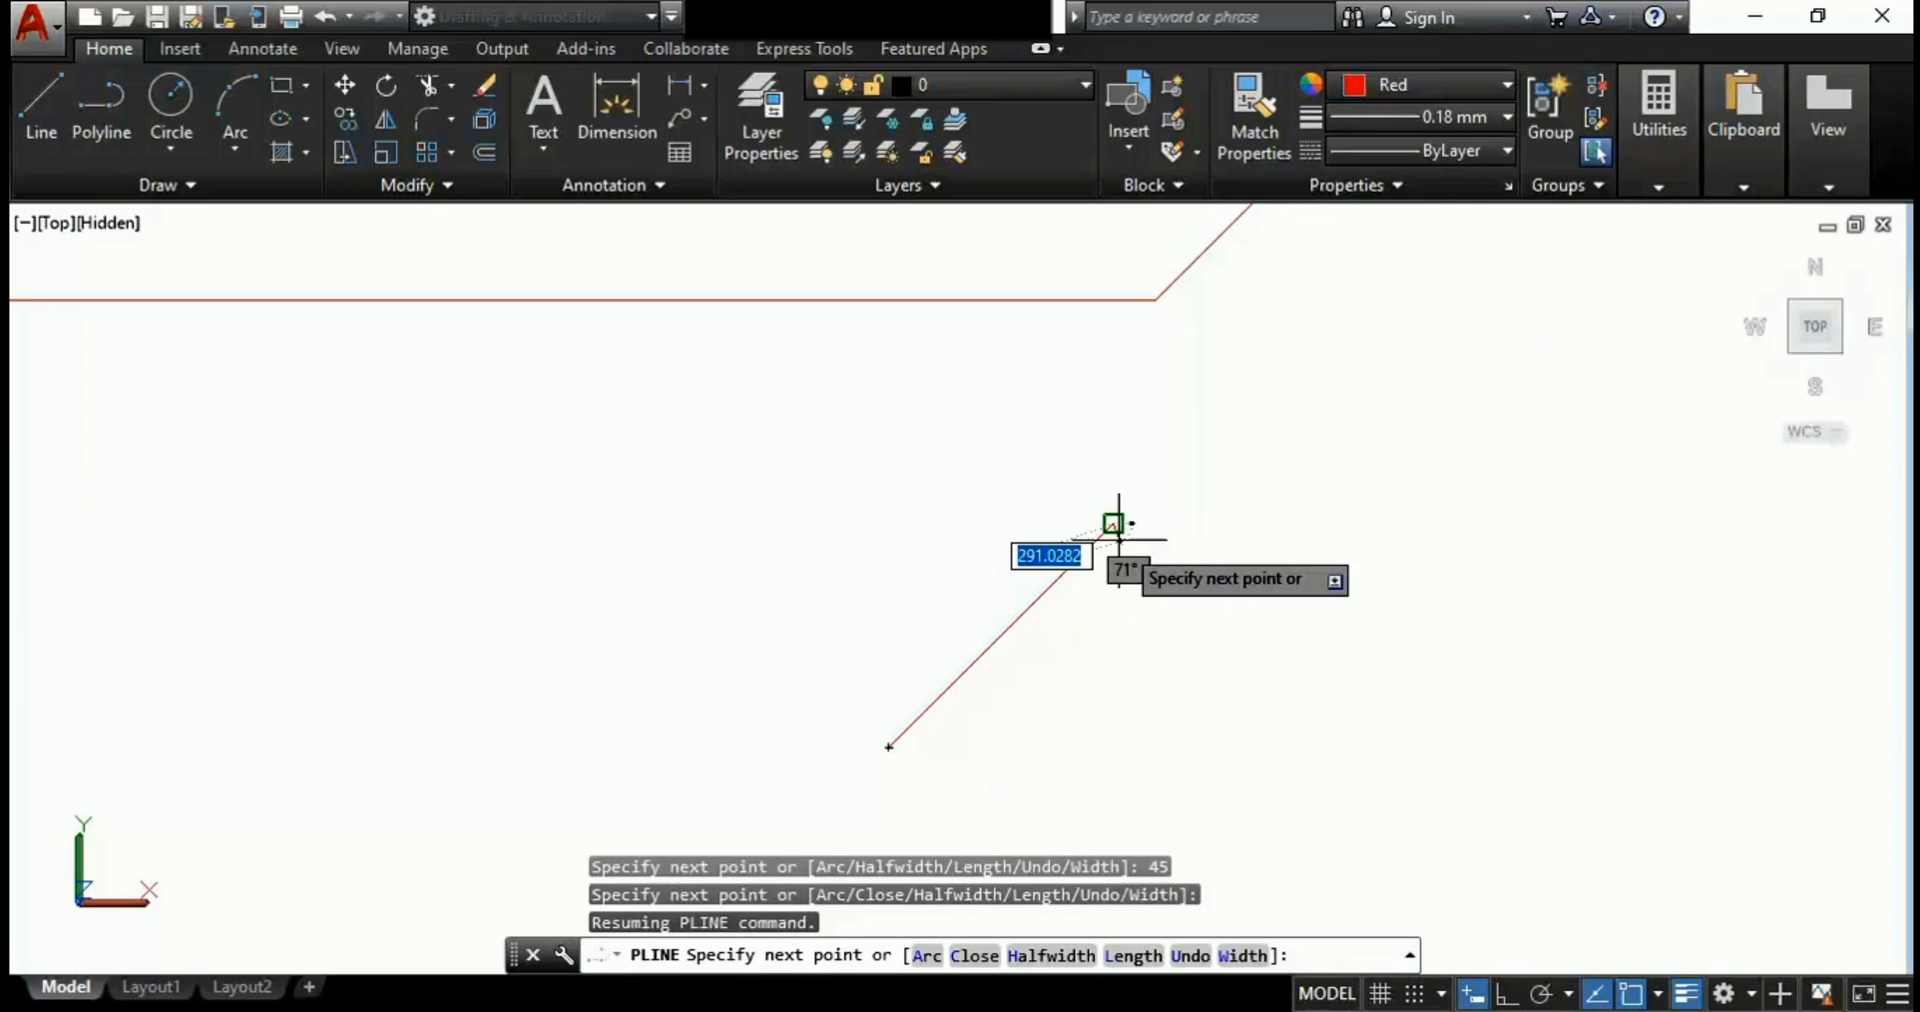 Drafting & Annotation
Type a keyword or phrase
Sign In
Home Insert Annotate View Manage Output Add-ins Collaborate Express Tools Featured Apps
Line Polyline Circle Arc
Text Dimension
Layer Properties
0
Insert
Match Properties
Red
0.18 mm
ByLayer
Group
Utilities Clipboard View
Draw Modify Annotation Layers Block Properties Groups
[−][Top][Hidden]
N
W TOP E
S
WCS
291.0282
71°
Specify next point or
Y
X
Z
Specify next point or [Arc/Halfwidth/Length/Undo/Width]: 45
Specify next point or [Arc/Close/Halfwidth/Length/Undo/Width]:
Resuming PLINE command.
PLINE Specify next point or [Arc Close Halfwidth Length Undo Width]:
Model Layout1 Layout2 +
MODEL